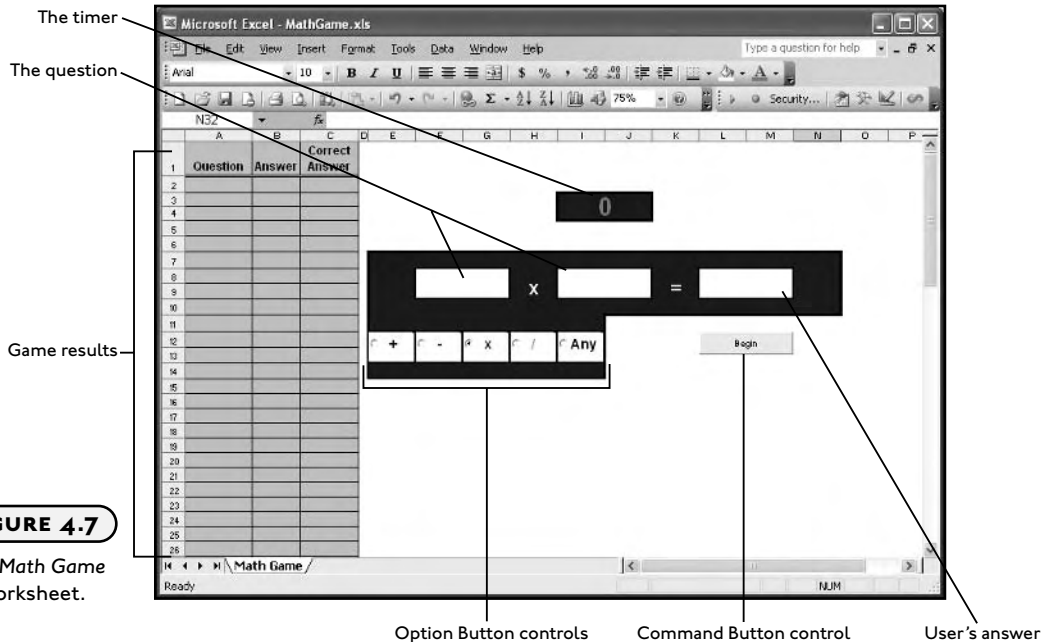 The timer
The question
Game results
Microsoft Excel - MathGame.xls
File Edit View Insert Format Tools Data Window Help
Type a question for help
Arial 10 B I U $ % ,
75% Security...
N32 fx
A B C D E F G H I J K L M N O P
1 Question Answer Correct Answer
2
3
4
0
5
6
7
8
x =
9
10
11
12
+ - x / Any Begin
13
14
15
16
17
18
19
20
21
22
23
24
25
26
Math Game
Ready NUM
GURE 4.7
Math Game
orksheet.
Option Button controls Command Button control User's answer